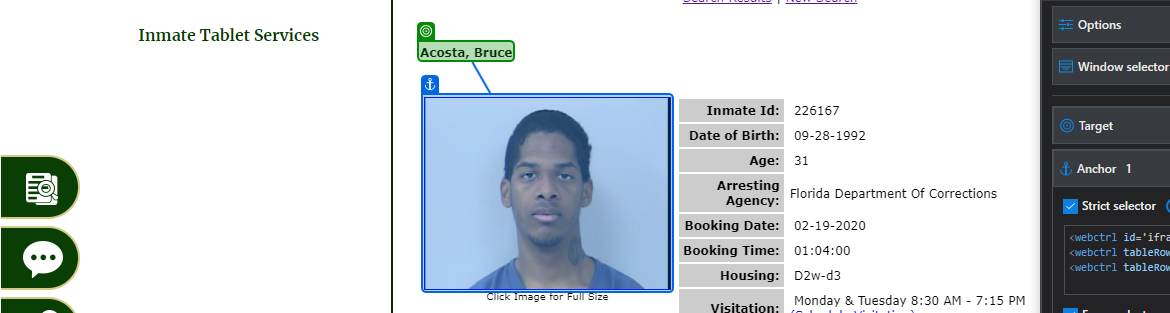 Search Results | New Search
Inmate Tablet Services
Acosta, Bruce
Inmate Id: 226167
Date of Birth: 09-28-1992
Age: 31
Arresting Agency: Florida Department Of Corrections
Booking Date: 02-19-2020
Booking Time: 01:04:00
Housing: D2w-d3
Visitation: Monday & Tuesday 8:30 AM - 7:15 PM
(Schedule Visitation)
Click Image for Full Size
Options
Window selector
Target
Anchor 1
Strict selector
<webctrl id='ifra
<webctrl tableRow
<webctrl tableRow